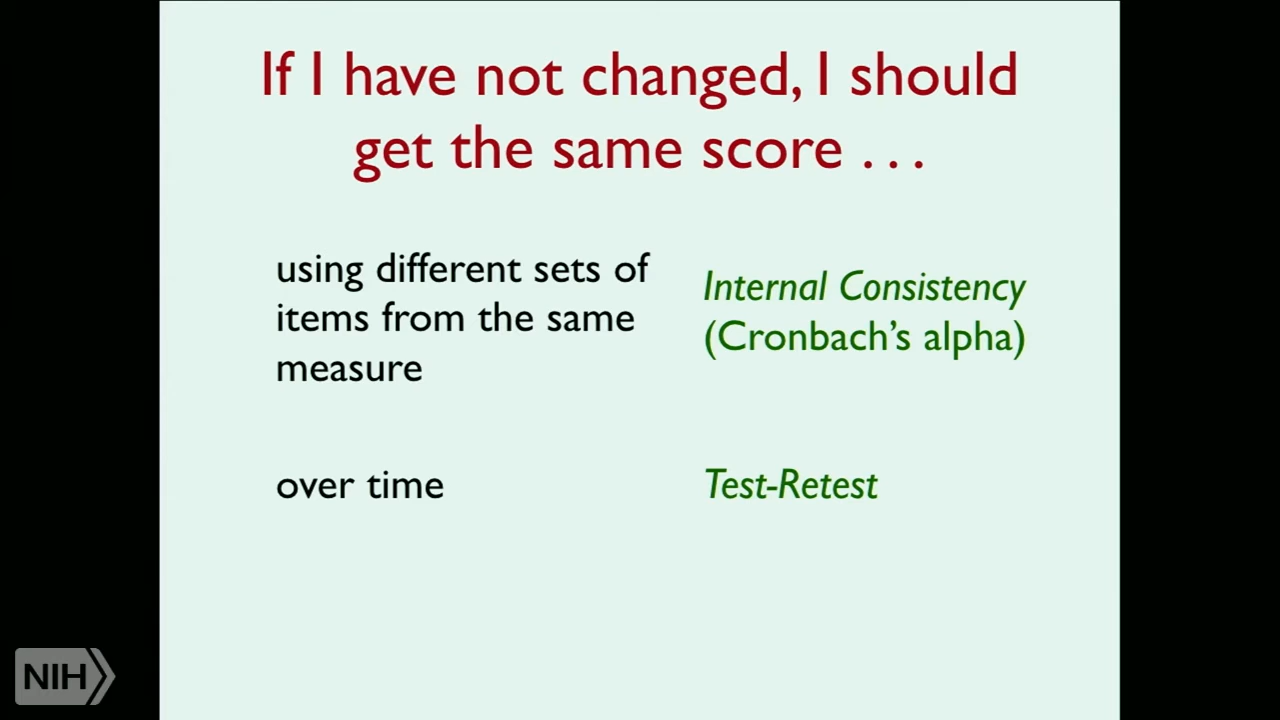 If I have not changed, I should
get the same score . . .
using different sets of
items from the same
measure
Internal Consistency
(Cronbach's alpha)
over time
Test-Retest
NIH